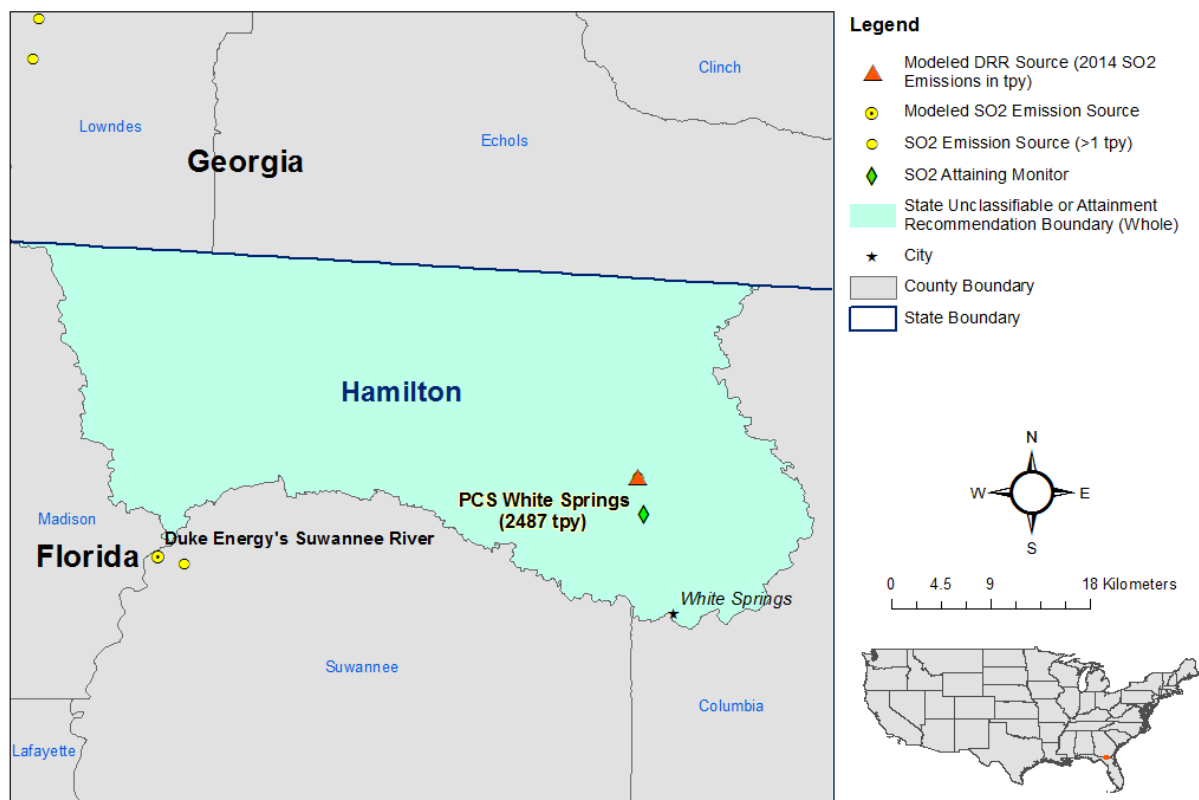 Clinch
Lowndes
Echols
Georgia
Hamilton
PCS White Springs
(2487 tpy)
Madison
Duke Energy's Suwannee River
Florida
White Springs
Suwannee
Columbia
Lafayette
Legend
Modeled DRR Source (2014 SO2
Emissions in tpy)
Modeled SO2 Emission Source
SO2 Emission Source (>1 tpy)
SO2 Attaining Monitor
State Unclassifiable or Attainment
Recommendation Boundary (Whole)
City
County Boundary
State Boundary
N
W E
S
0 4.5 9 18 Kilometers